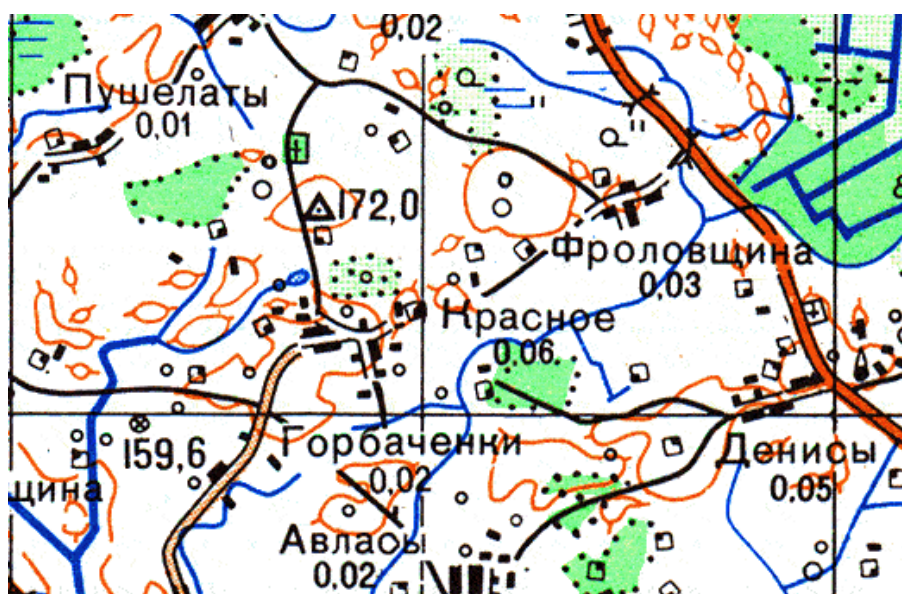 0,02
Пушелаты
0,01
172,0
Фроловщина
0,03
Красное
0,06
Горбаченки
0,02
159,6
Денисы
0,05
щина
Авласы
0,02